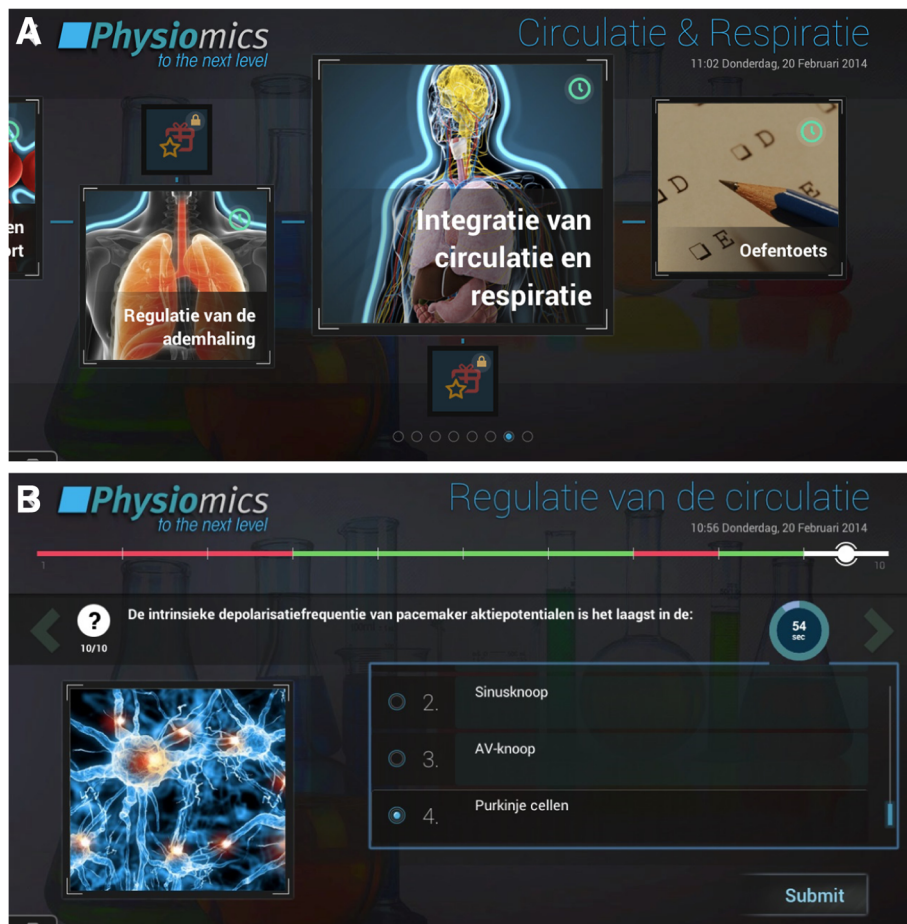 A
Physiomics
to the next level
Circulatie & Respiratie
11:02 Donderdag, 20 Februari 2014
en
ort
Regulatie van de
ademhaling
Integratie van
circulatie en
respiratie
D
D
E
E
Oefentoets
B
Physiomics
to the next level
Regulatie van de circulatie
10:56 Donderdag, 20 Februari 2014
1
10
?
10/10
De intrinsieke depolarisatiefrequentie van pacemaker aktiepotentialen is het laagst in de:
54
sec
2. Sinusknoop
3. AV-knoop
4. Purkinje cellen
Submit